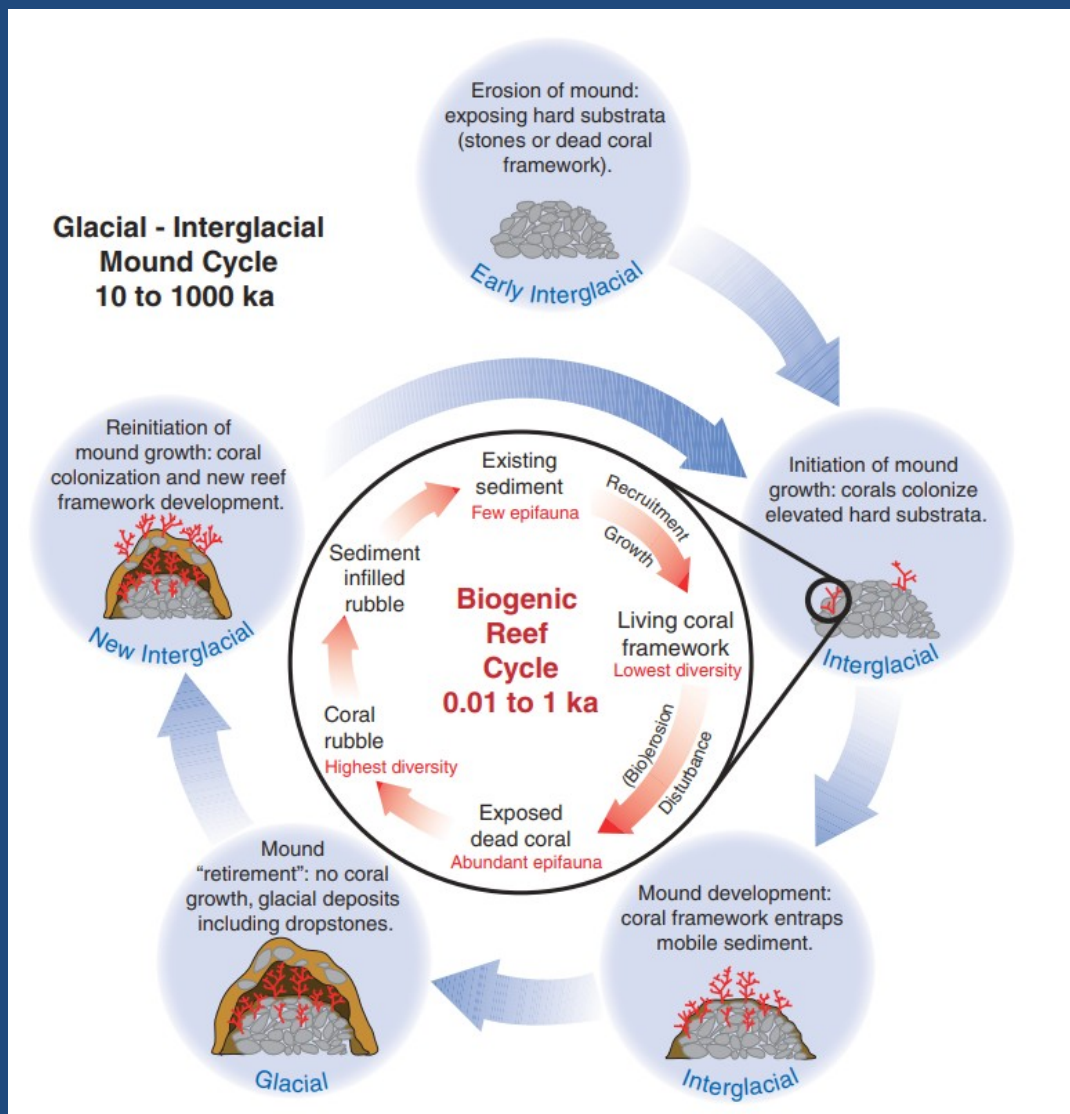 Erosion of mound:
exposing hard substrata
(stones or dead coral
framework).
Early Interglacial
Glacial - Interglacial
Mound Cycle
10 to 1000 ka
Reinitiation of
mound growth: coral
colonization and new reef
framework development.
New Interglacial
Initiation of mound
growth: corals colonize
elevated hard substrata.
Interglacial
Existing
sediment
Few epifauna
Recruitment
Growth
Sediment
infilled
rubble
Biogenic
Reef
Cycle
0.01 to 1 ka
Living coral
framework
Lowest diversity
(Bio)erosion
Disturbance
Coral
rubble
Highest diversity
Exposed
dead coral
Abundant epifauna
Mound
“retirement”: no coral
growth, glacial deposits
including dropstones.
Glacial
Mound development:
coral framework entraps
mobile sediment.
Interglacial